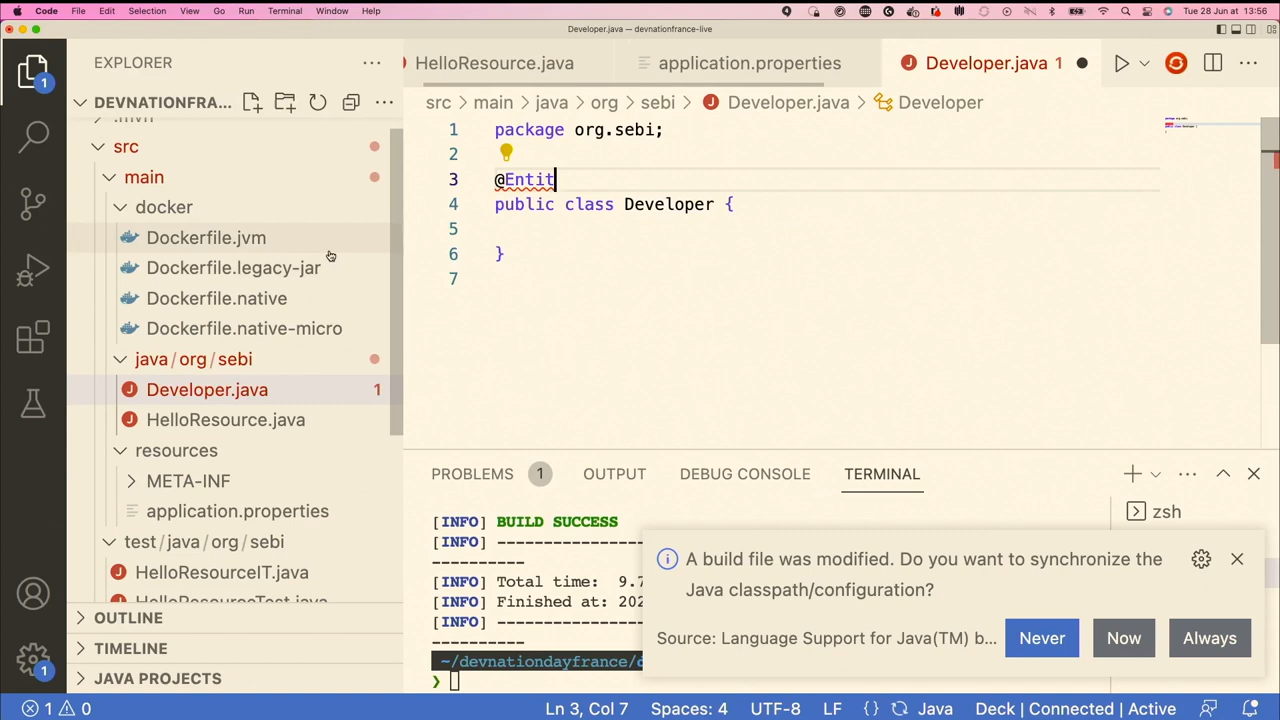 Code File Edit Selection View Go Run Terminal Window Help Tue 28 Jun at 13:56
Developer.java — devnationfrance-live
EXPLORER
HelloResource.java
application.properties
Developer.java 1
DEVNATIONFRA...
src > main > java > org > sebi > Developer.java > Developer
.mvn
src
main
docker
Dockerfile.jvm
Dockerfile.legacy-jar
Dockerfile.native
Dockerfile.native-micro
java/org/sebi
Developer.java 1
HelloResource.java
resources
META-INF
application.properties
test/java/org/sebi
HelloResourceIT.java
HelloResourceTest.java
OUTLINE
TIMELINE
JAVA PROJECTS
1 package org.sebi;
2
3 @Entit
4 public class Developer {
5
6 }
7
PROBLEMS 1 OUTPUT DEBUG CONSOLE TERMINAL
zsh
[INFO] BUILD SUCCESS
[INFO] ---------------------
----------
[INFO] Total time: 9.7
[INFO] Finished at: 202
[INFO] ---------------------
----------
~/devnationdayfrance/d
❯
A build file was modified. Do you want to synchronize the
Java classpath/configuration?
Source: Language Support for Java(TM) b...
Never Now Always
1
1
1 0 Ln 3, Col 7 Spaces: 4 UTF-8 LF {} Java Deck | Connected | Active